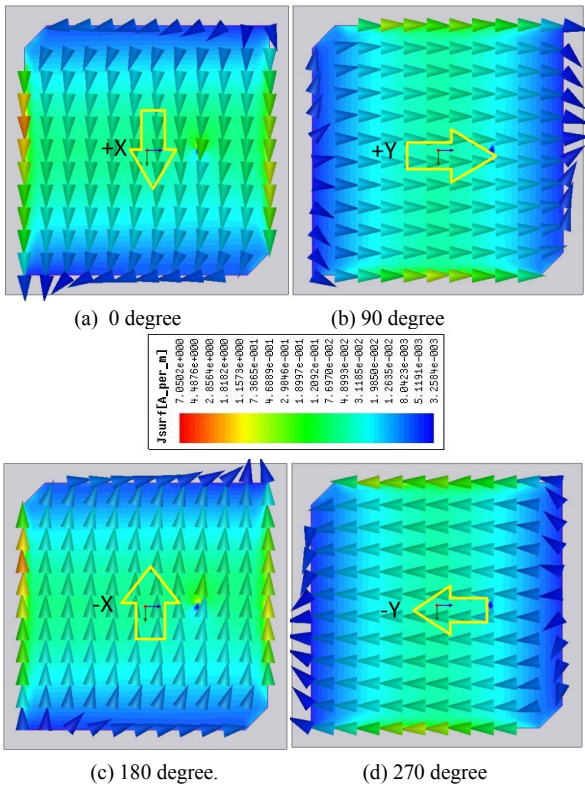 +X
+Y
(a) 0 degree
(b) 90 degree
Jsurf[A_per_m]
7.0502e+000
4.4876e+000
2.8564e+000
1.8182e+000
1.1573e+000
7.3665e-001
4.6889e-001
2.9846e-001
1.8997e-001
1.2092e-001
7.6970e-002
4.8993e-002
3.1185e-002
1.9850e-002
1.2635e-002
8.0423e-003
5.1191e-003
3.2584e-003
-X
-Y
(c) 180 degree.
(d) 270 degree